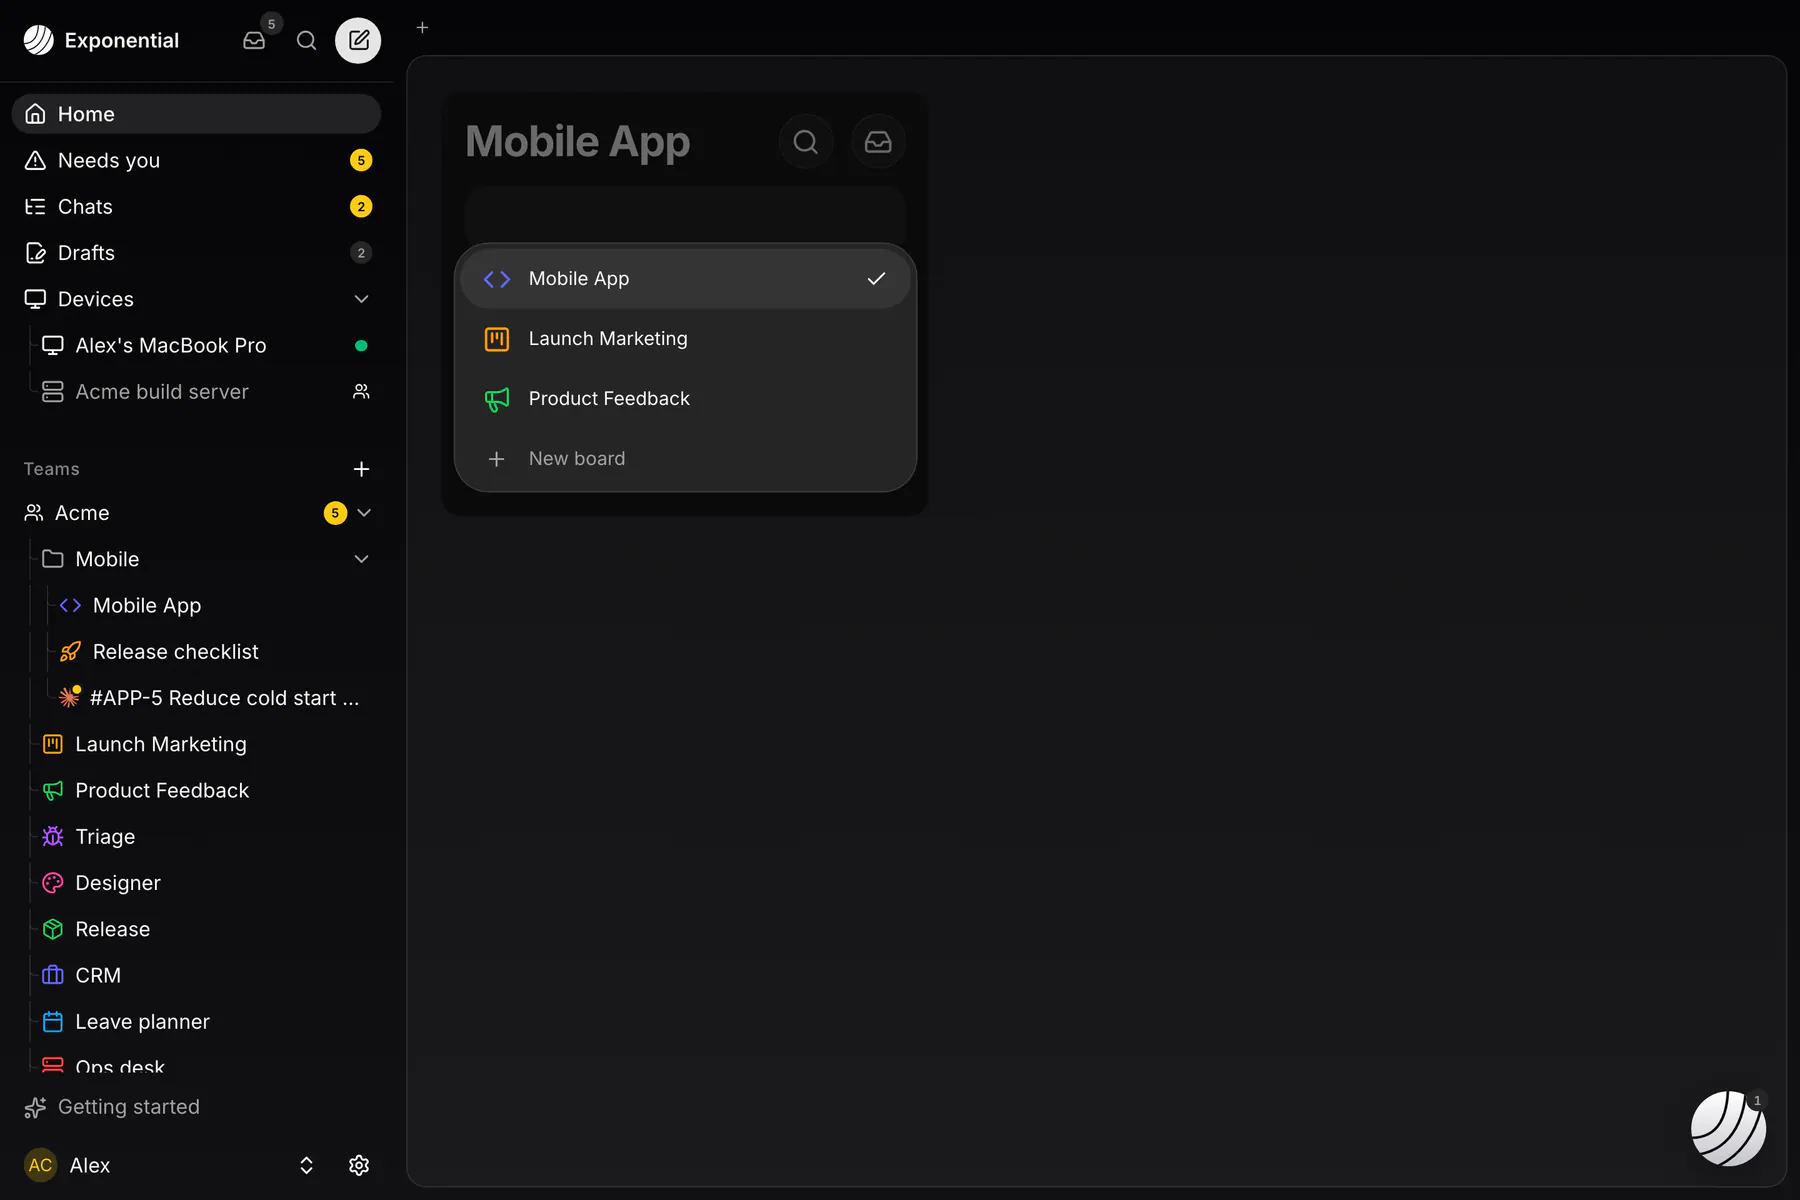 Exponential
5
Home
Needs you
5
Chats
2
Drafts
2
Devices
Alex's MacBook Pro
Acme build server
Teams
Acme
5
Mobile
Mobile App
Release checklist
#APP-5 Reduce cold start ...
Launch Marketing
Product Feedback
Triage
Designer
Release
CRM
Leave planner
Ops desk
Getting started
AC
Alex
Mobile App
Mobile App
Launch Marketing
Product Feedback
New board
1